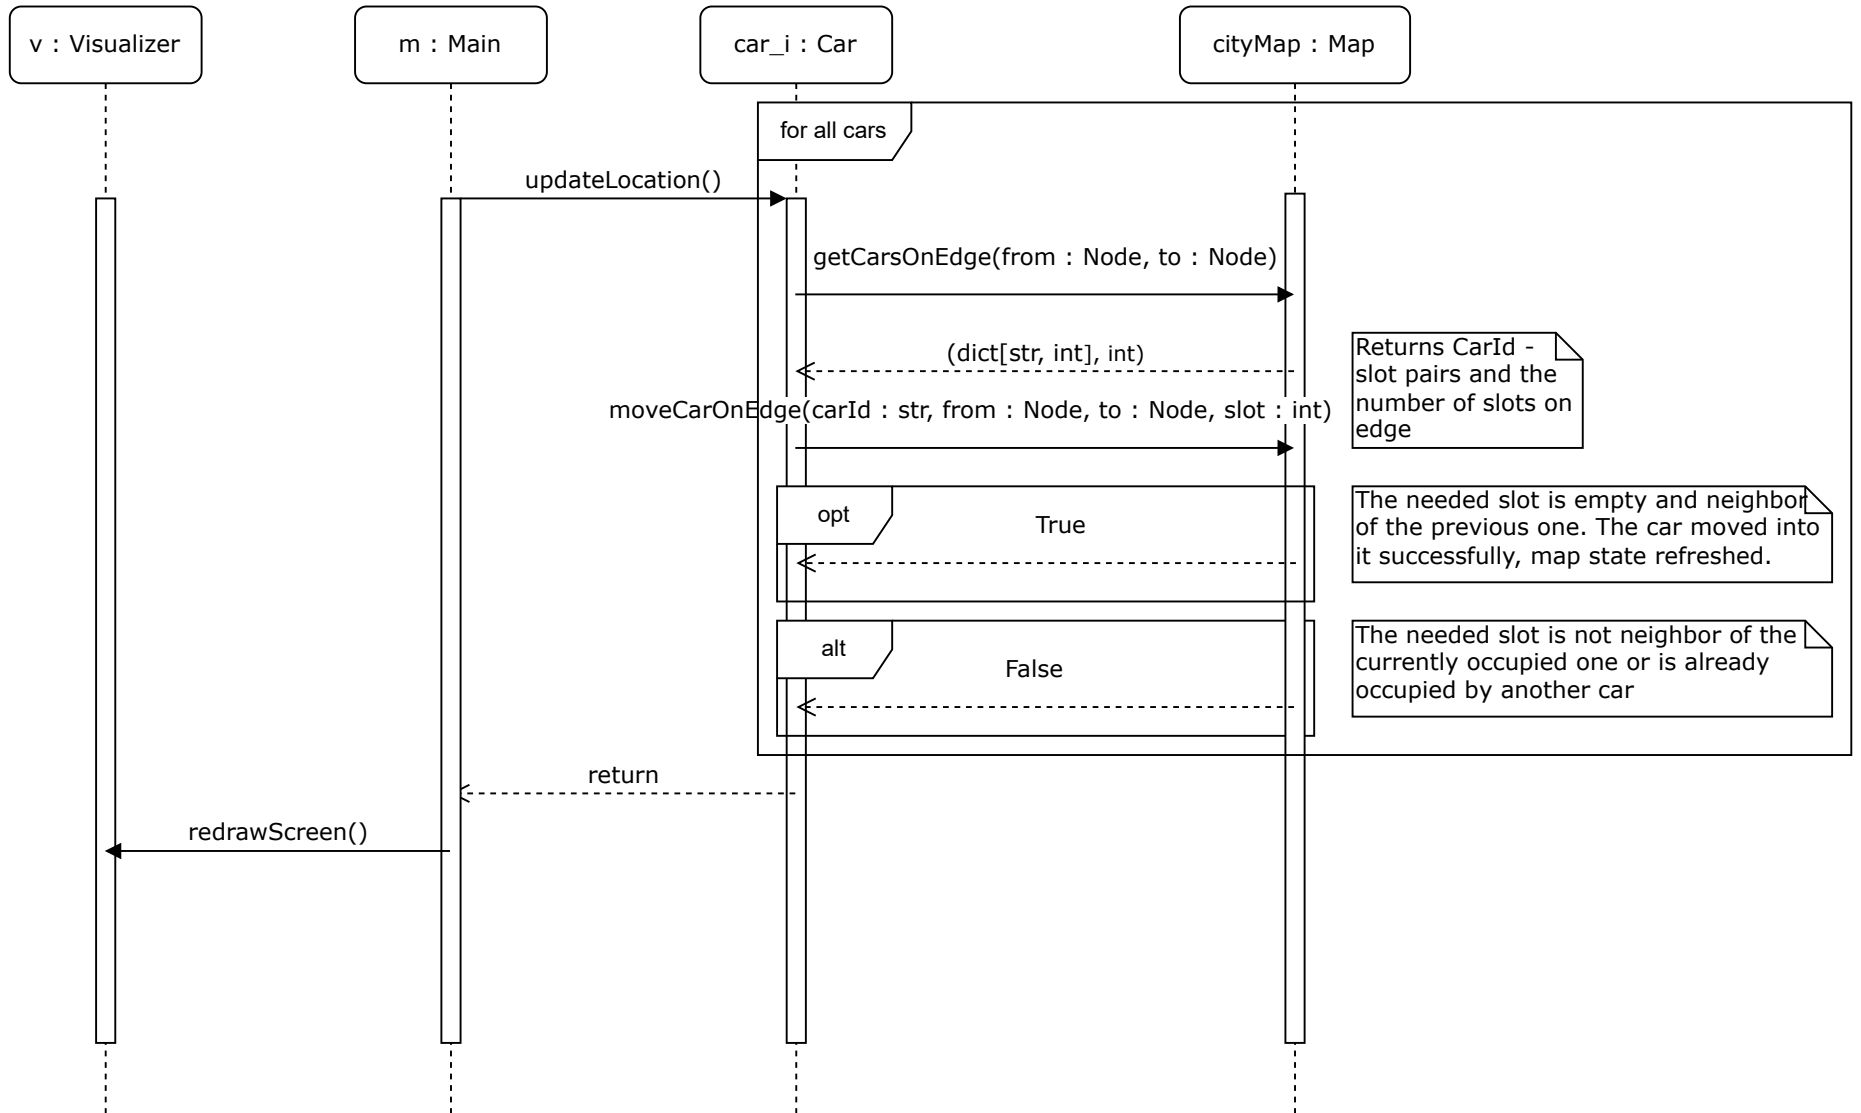 v : Visualizer
m : Main
car_i : Car
cityMap : Map
for all cars
updateLocation()
getCarsOnEdge(from : Node, to : Node)
(dict[str, int], int)
Returns CarId -
slot pairs and the
number of slots on
edge
moveCarOnEdge(carId : str, from : Node, to : Node, slot : int)
opt
True
The needed slot is empty and neighbor
of the previous one. The car moved into
it successfully, map state refreshed.
alt
False
The needed slot is not neighbor of the
currently occupied one or is already
occupied by another car
return
redrawScreen()